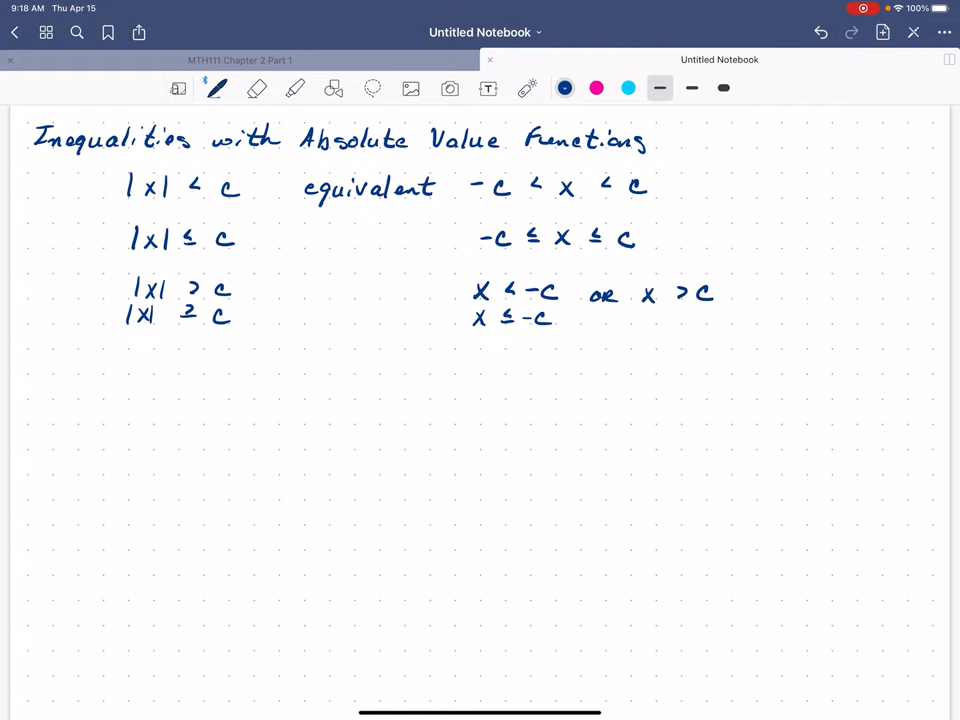 9:18 AM Thu Apr 15 100%
Untitled Notebook
MTH111 Chapter 2 Part 1 Untitled Notebook
Inequalities with Absolute Value Functions
|x| < c equivalent -c < x < c
|x| ≤ c -c ≤ x ≤ c
|x| > c x < -c or x > c
|x| ≥ c x ≤ -c